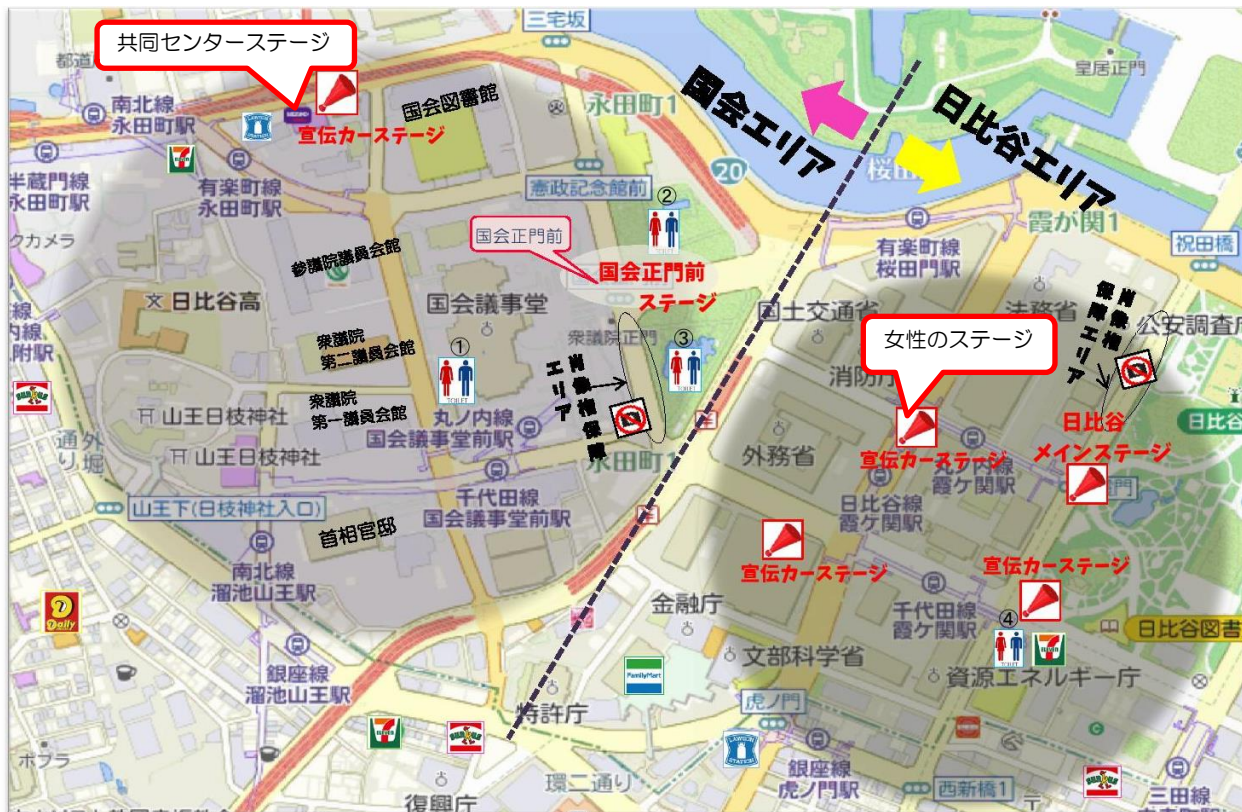 三宅坂
共同センターステージ
皇居正門
南北線
永田町駅
宣伝カーステージ
国会図書館
永田町1
国会エリア
日比谷エリア
20
半蔵門線
永田町駅
有楽町線
永田町駅
憲政記念館前
②
霞が関1
クカメラ
国会正門前
有楽町線
桜田門駅
祝田橋
参議院議員会館
国会正門前
ステージ
日比谷高
国会議事堂
国土交通省
法務省
肖像権
保障エリア
公安調査庁
衆議院
第二議員会館
①
衆議院正門
③
女性のステージ
消防庁
肖像権保障
エリア
衆議院
第一議員会館
山王日枝神社
丸ノ内線
国会議事堂前駅
外務省
宣伝カーステージ
日比谷
メインステージ
山王日枝神社
永田町1
霞ケ関駅
外堀
通り
千代田線
国会議事堂前駅
日比谷線
霞ケ関駅
山王下(日枝神社入口)
首相官邸
宣伝カーステージ
宣伝カーステージ
南北線
溜池山王駅
金融庁
千代田線
霞ケ関駅
④
TOILET
Daily
日比谷図書
文部科学省
FamilyMart
資源エネルギー庁
銀座線
溜池山王駅
特許庁
虎ノ門
ポプラ
環二通り
銀座線
虎ノ門駅
西新橋1
三田線
復興庁